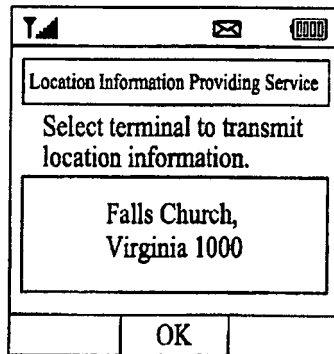 Location Information Providing Service
Select terminal to transmit
location information.
Falls Church,
Virginia 1000
OK